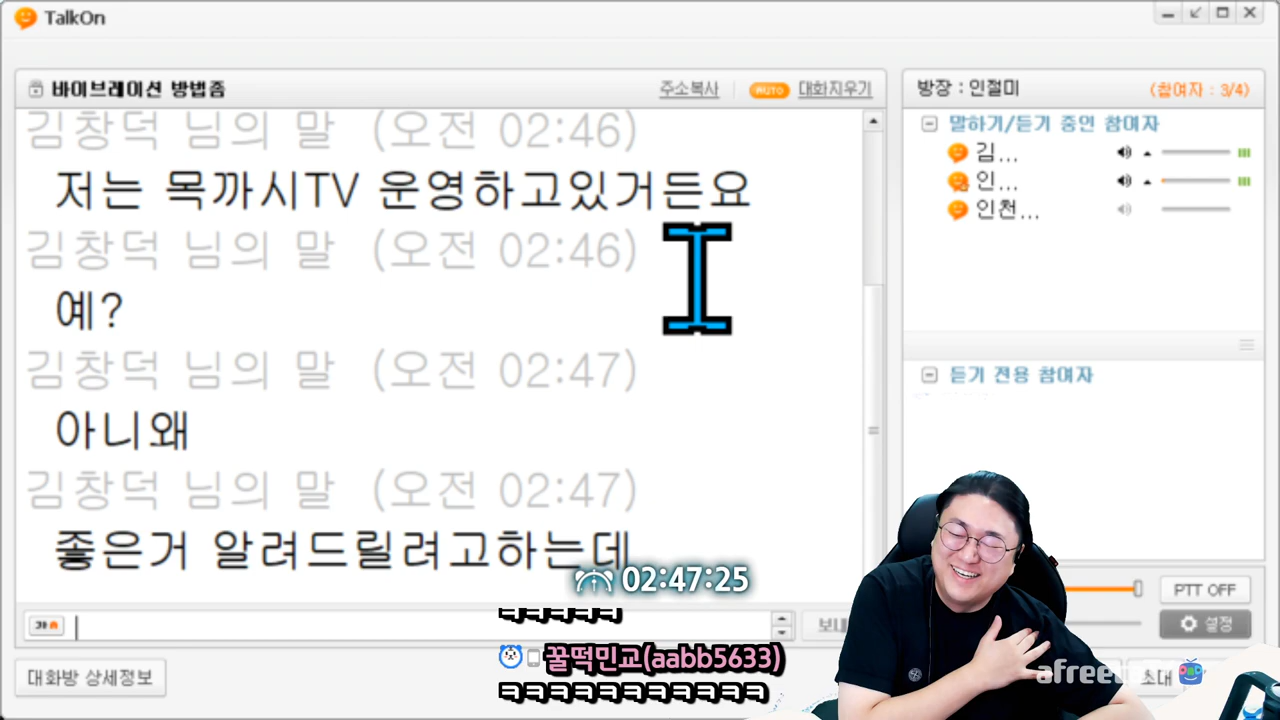 TalkOn
바이브레이션 방법좀
주소복사
AUTO
대화지우기
김창덕 님의 말 (오전 02:46)
저는 목까시TV 운영하고있거든요
김창덕 님의 말 (오전 02:46)
예?
김창덕 님의 말 (오전 02:47)
아니왜
김창덕 님의 말 (오전 02:47)
좋은거 알려드릴려고하는데
방장 : 인절미
(참여자 : 3/4)
말하기/듣기 중인 참여자
김...
인...
인천...
듣기 전용 참여자
02:47:25
ㅋㅋㅋㅋㅋ
꿀떡민교(aabb5633)
ㅋㅋㅋㅋㅋㅋㅋㅋㅋㅋㅋ
가
PTT OFF
설정
초대
대화방 상세정보